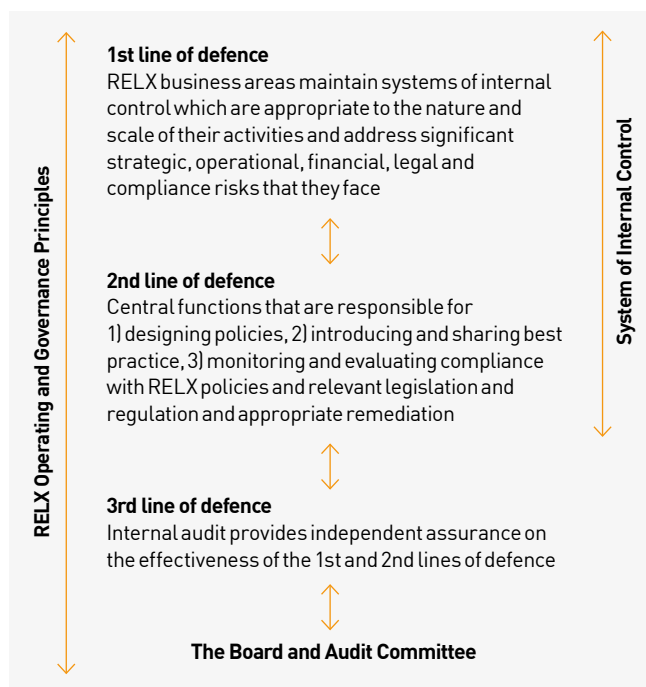 1st line of defence
RELX business areas maintain systems of internal
control which are appropriate to the nature and
scale of their activities and address significant
strategic, operational, financial, legal and
compliance risks that they face
2nd line of defence
Central functions that are responsible for
1) designing policies, 2) introducing and sharing best
practice, 3) monitoring and evaluating compliance
with RELX policies and relevant legislation and
regulation and appropriate remediation
3rd line of defence
Internal audit provides independent assurance on
the effectiveness of the 1st and 2nd lines of defence
The Board and Audit Committee
RELX Operating and Governance Principles
System of Internal Control